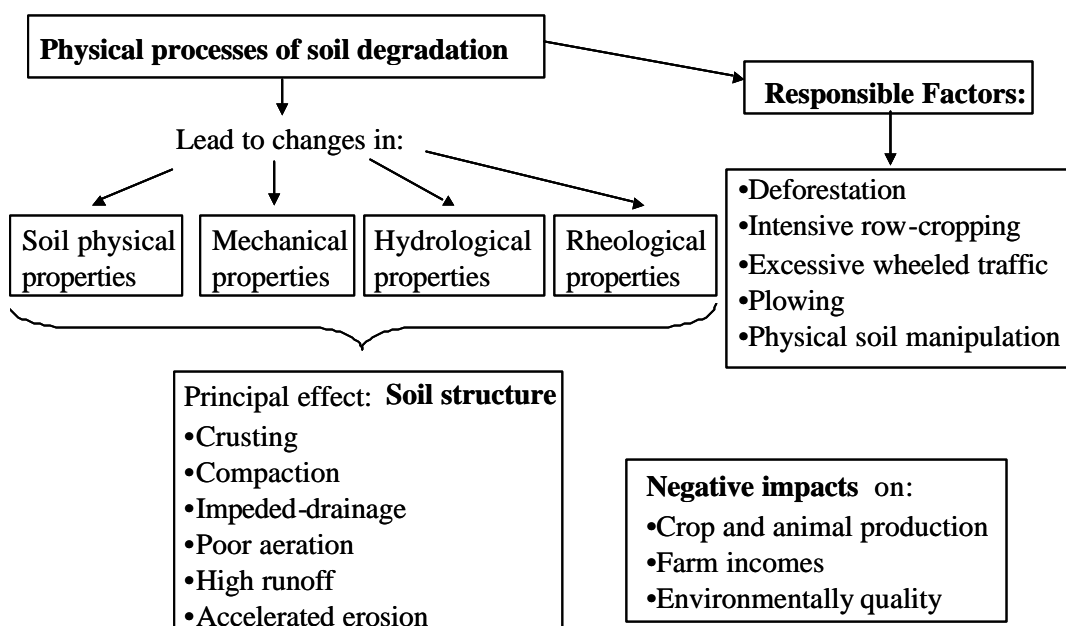 Physical processes of soil degradation
Responsible Factors:
Lead to changes in:
•Deforestation
•Intensive row-cropping
•Excessive wheeled traffic
•Plowing
•Physical soil manipulation
Soil physical
properties
Mechanical
properties
Hydrological
properties
Rheological
properties
Principal effect: Soil structure
•Crusting
•Compaction
•Impeded-drainage
•Poor aeration
•High runoff
•Accelerated erosion
Negative impacts on:
•Crop and animal production
•Farm incomes
•Environmentally quality